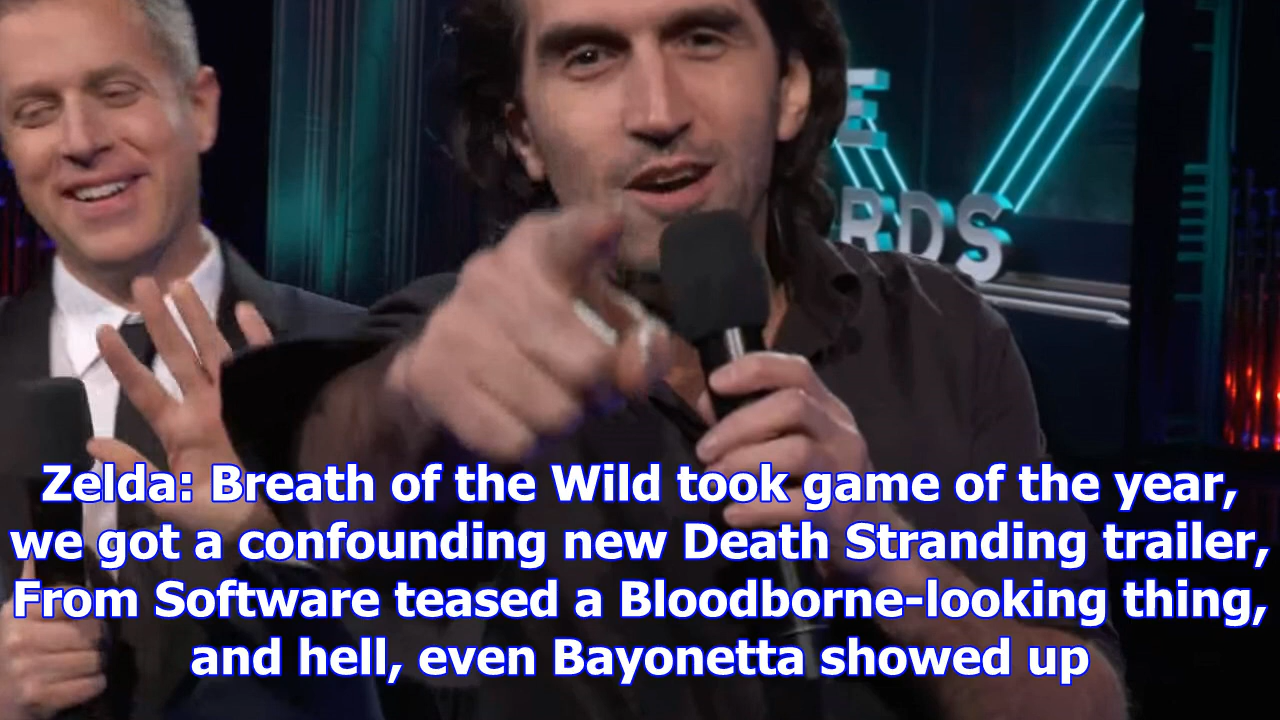 E
RDS
Zelda: Breath of the Wild took game of the year,
we got a confounding new Death Stranding trailer,
From Software teased a Bloodborne-looking thing,
and hell, even Bayonetta showed up